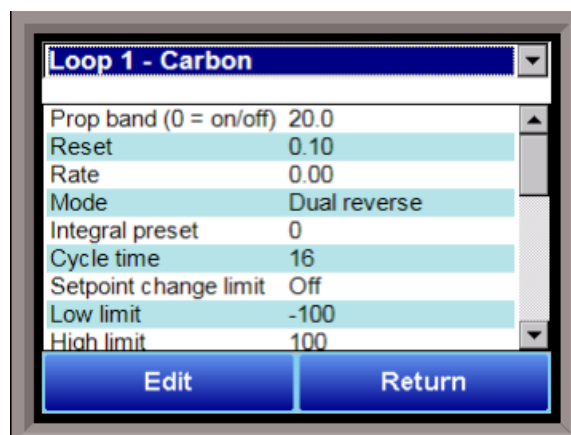 Loop 1 - Carbon
Prop band (0 = on/off) 20.0
Reset 0.10
Rate 0.00
Mode Dual reverse
Integral preset 0
Cycle time 16
Setpoint change limit Off
Low limit -100
High limit 100
Edit Return